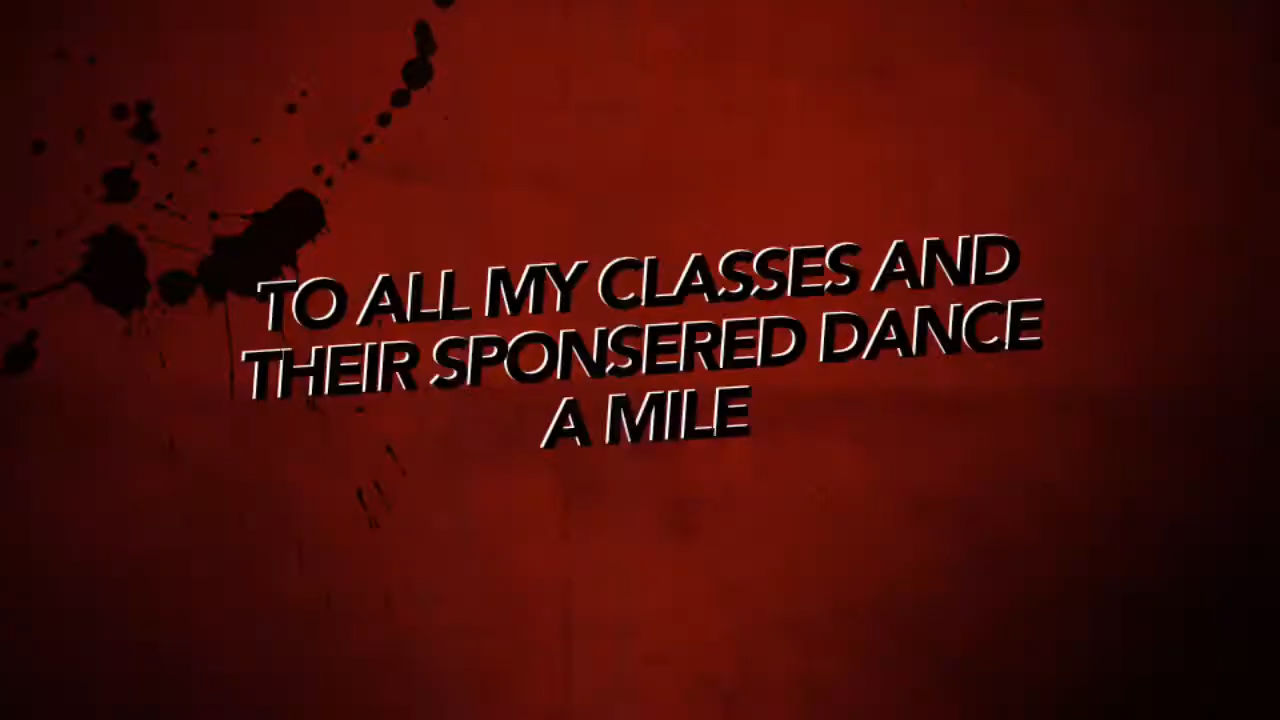 TO ALL MY CLASSES AND
THEIR SPONSERED DANCE
A MILE